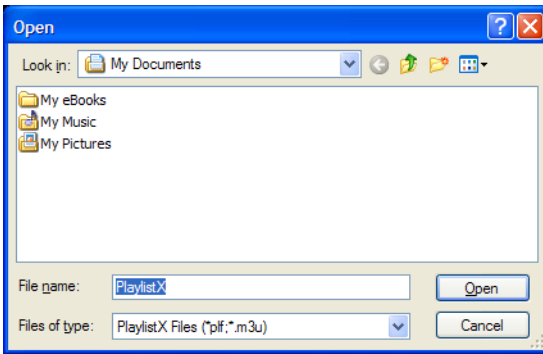 Open
Look in: My Documents
My eBooks
My Music
My Pictures
File name: PlaylistX Open
Files of type: PlaylistX Files (*plf;*.m3u) Cancel